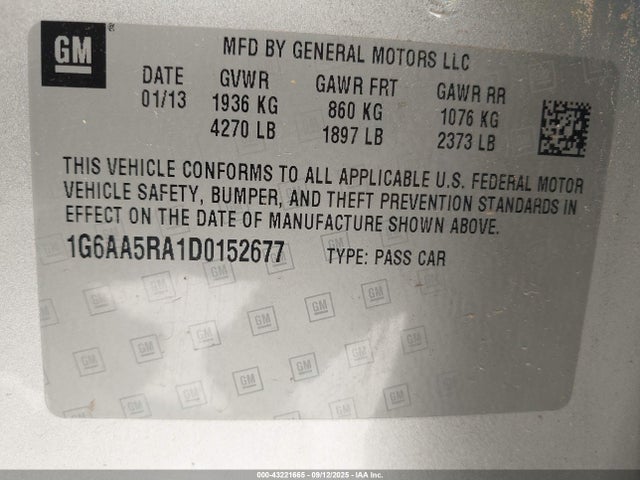 GM
MFD BY GENERAL MOTORS LLC
DATE GVWR GAWR FRT GAWR RR
01/13 1936 KG 860 KG 1076 KG
4270 LB 1897 LB 2373 LB
THIS VEHICLE CONFORMS TO ALL APPLICABLE U.S. FEDERAL MOTOR
VEHICLE SAFETY, BUMPER, AND THEFT PREVENTION STANDARDS IN
EFFECT ON THE DATE OF MANUFACTURE SHOWN ABOVE.
1G6AA5RA1D0152677 TYPE: PASS CAR
000-43221665 - 09/12/2025 - IAA Inc.